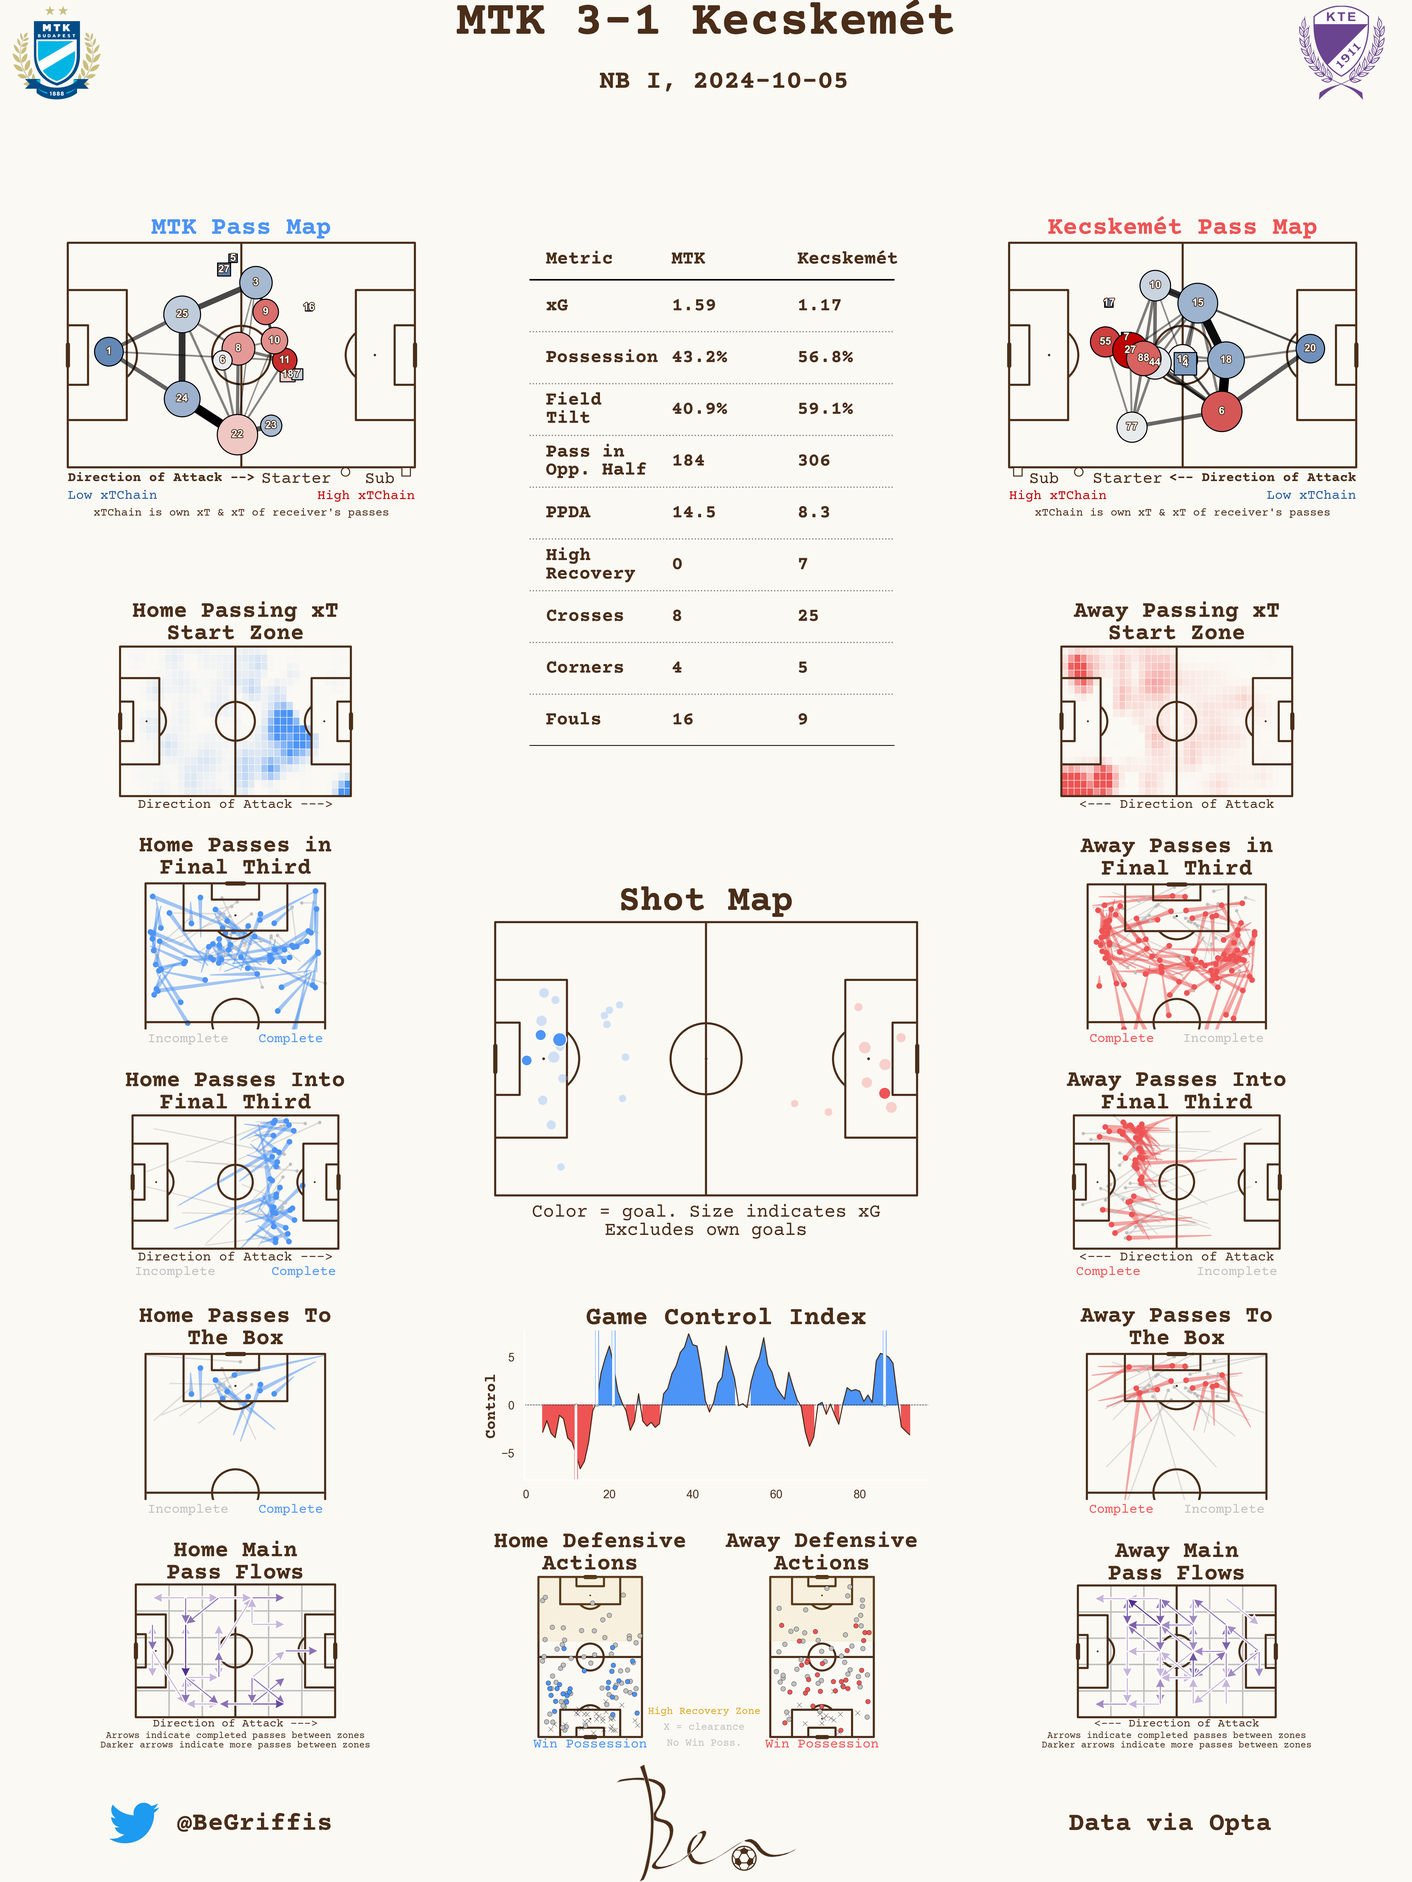 MTK 3-1 Kecskemét
NB I, 2024-10-05
MTK
BUDAPEST
1888
KTE
1911
MTK Pass Map
5
27
3
16
9
25
10
8
1
6
11
18
7
24
22
23
Direction of Attack --> Starter Sub
Low xTChain High xTChain
xTChain is own xT & xT of receiver's passes
Metric MTK Kecskemét
xG 1.59 1.17
Possession 43.2% 56.8%
Field
Tilt 40.9% 59.1%
Pass in
Opp. Half 184 306
PPDA 14.5 8.3
High
Recovery 0 7
Crosses 8 25
Corners 4 5
Fouls 16 9
Kecskemét Pass Map
10
17
15
7
55
27
20
88
44
4
18
6
77
Sub Starter <-- Direction of Attack
High xTChain Low xTChain
xTChain is own xT & xT of receiver's passes
Home Passing xT
Start Zone
Direction of Attack --->
Away Passing xT
Start Zone
<--- Direction of Attack
Home Passes in
Final Third
Incomplete Complete
Away Passes in
Final Third
Complete Incomplete
Shot Map
Color = goal. Size indicates xG
Excludes own goals
Home Passes Into
Final Third
Direction of Attack --->
Incomplete Complete
Away Passes Into
Final Third
<--- Direction of Attack
Complete Incomplete
Home Passes To
The Box
Incomplete Complete
Game Control Index
Control
5
0
−5
0 20 40 60 80
Away Passes To
The Box
Complete Incomplete
Home Main
Pass Flows
Direction of Attack --->
Arrows indicate completed passes between zones
Darker arrows indicate more passes between zones
Home Defensive
Actions
Win Possession
Away Defensive
Actions
Win Possession
High Recovery Zone
X = clearance
No Win Poss.
Away Main
Pass Flows
<--- Direction of Attack
Arrows indicate completed passes between zones
Darker arrows indicate more passes between zones
@BeGriffis
Ben
Data via Opta